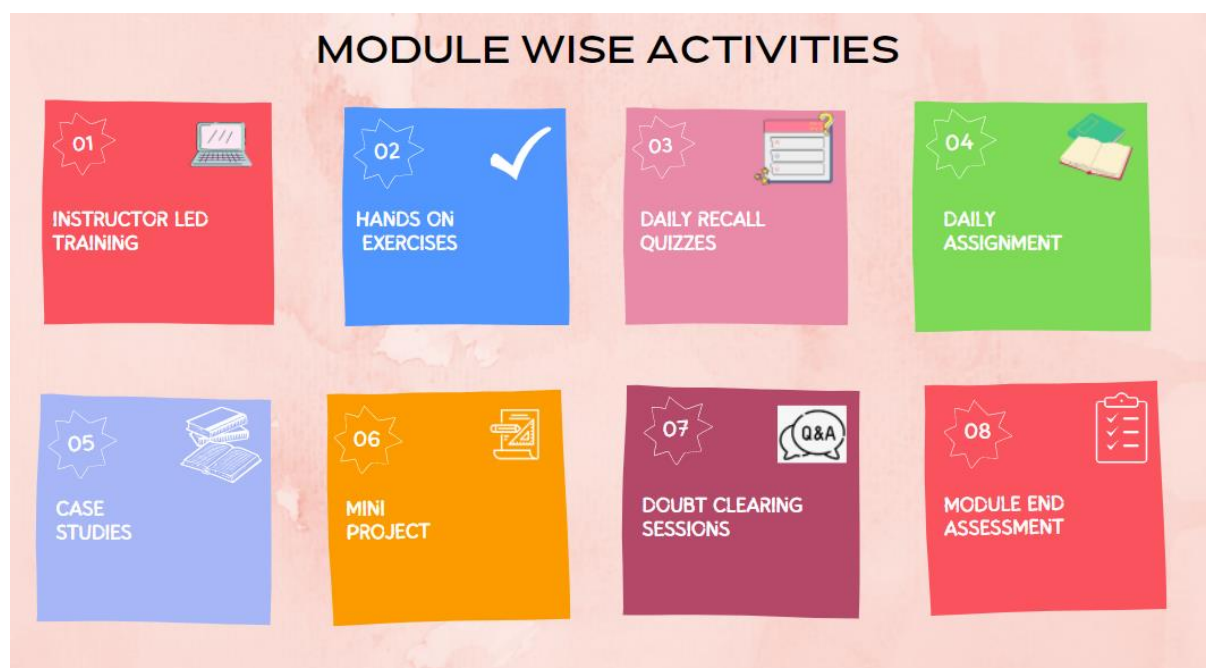 MODULE WISE ACTIVITIES
01
INSTRUCTOR LED
TRAINING
02
HANDS ON
EXERCISES
03
DAILY RECALL
QUIZZES
04
DAILY
ASSIGNMENT
05
CASE
STUDIES
06
MINI
PROJECT
07
Q&A
DOUBT CLEARING
SESSIONS
08
MODULE END
ASSESSMENT